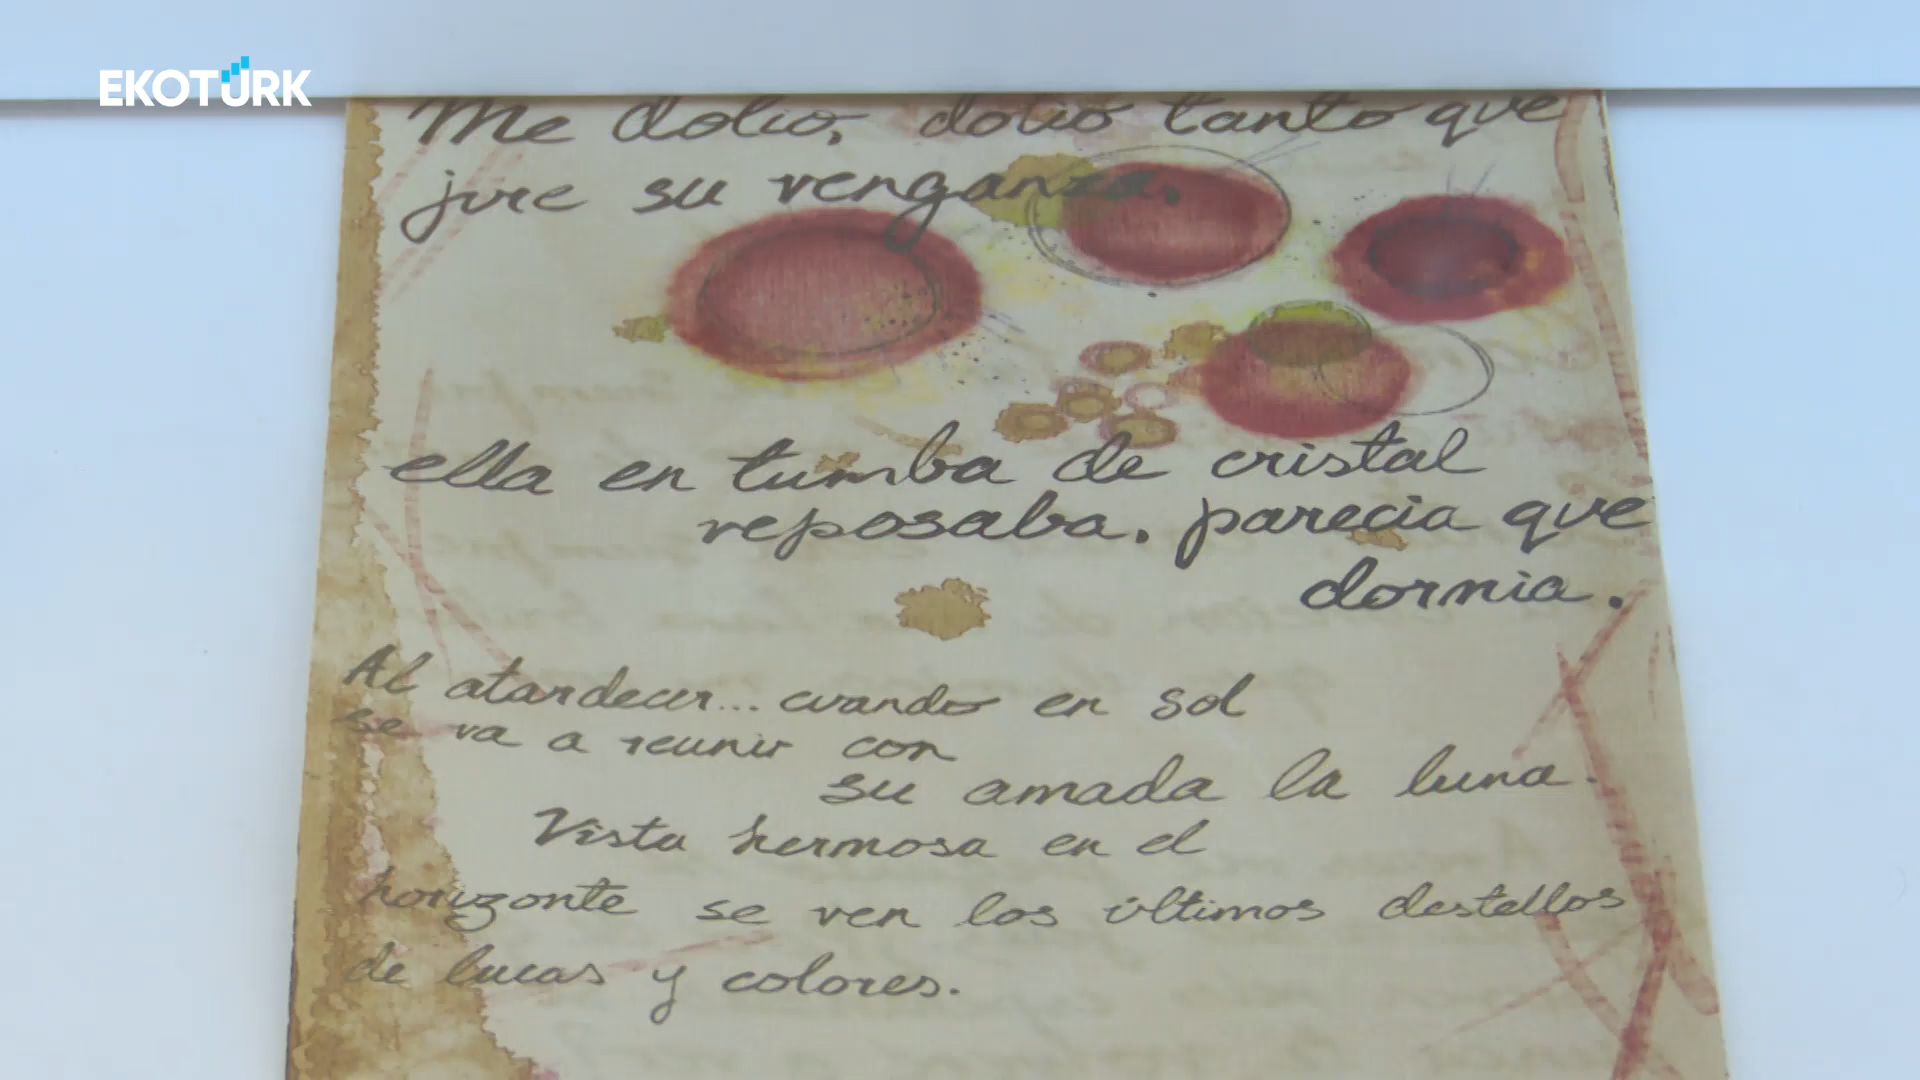 EKOTÜRK
Me dolio, dolió tanto que
jure su venganza.
ella en tumba de cristal
reposaba. parecia que
dornia.
Al atardecer... cuando en sol
se va a reunir con
su amada la luna.
Vista hermosa en el
horizonte se ven los últimos destellos
de luces y colores.